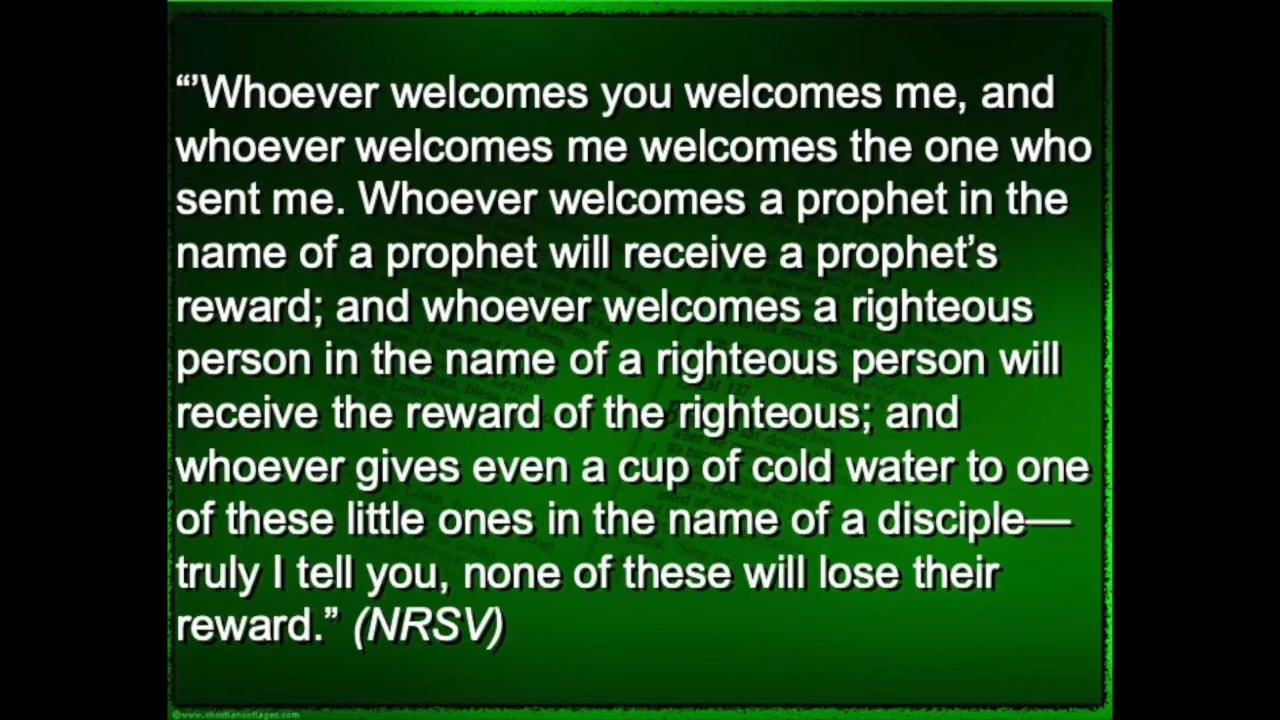 “’Whoever welcomes you welcomes me, and
whoever welcomes me welcomes the one who
sent me. Whoever welcomes a prophet in the
name of a prophet will receive a prophet’s
reward; and whoever welcomes a righteous
person in the name of a righteous person will
receive the reward of the righteous; and
whoever gives even a cup of cold water to one
of these little ones in the name of a disciple—
truly I tell you, none of these will lose their
reward.” (NRSV)
©www.christiancollages.com